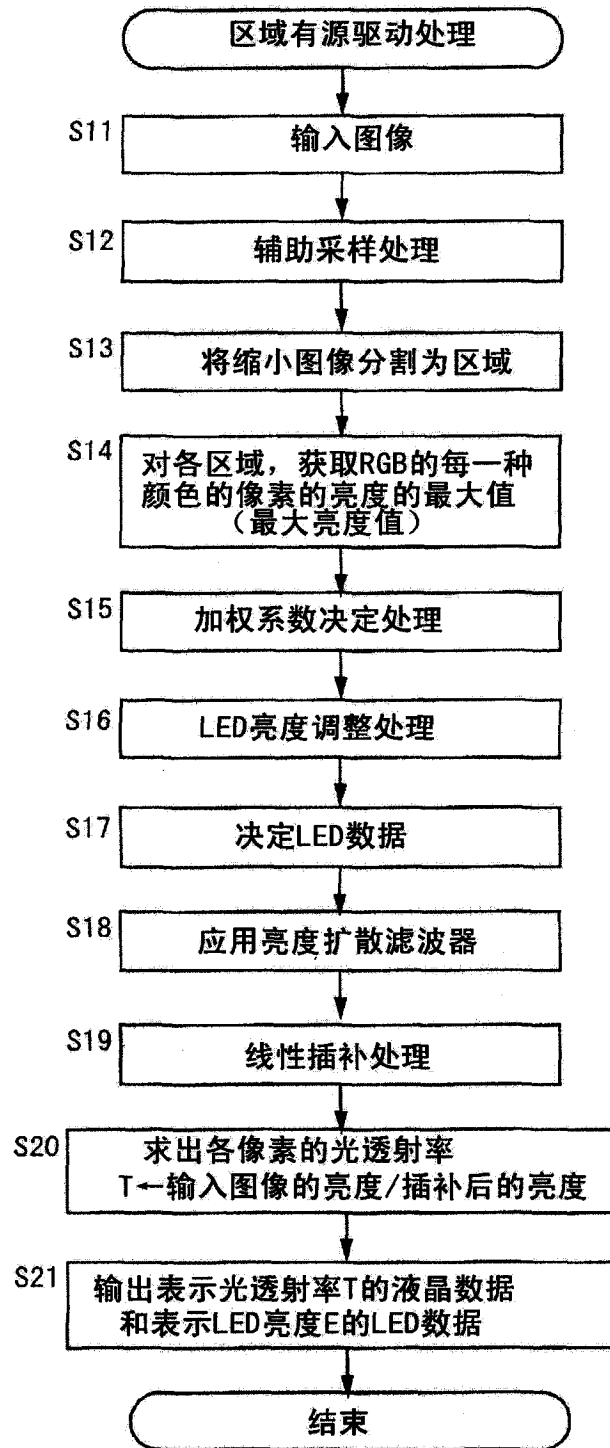 区域有源驱动处理
S11
输入图像
S12
辅助采样处理
S13
将缩小图像分割为区域
S14
对各区域，获取RGB的每一种
颜色的像素的亮度的最大值
（最大亮度值）
S15
加权系数决定处理
S16
LED亮度调整处理
S17
决定LED数据
S18
应用亮度扩散滤波器
S19
线性插补处理
S20
求出各像素的光透射率
T←输入图像的亮度/插补后的亮度
S21
输出表示光透射率T的液晶数据
和表示LED亮度E的LED数据
结束